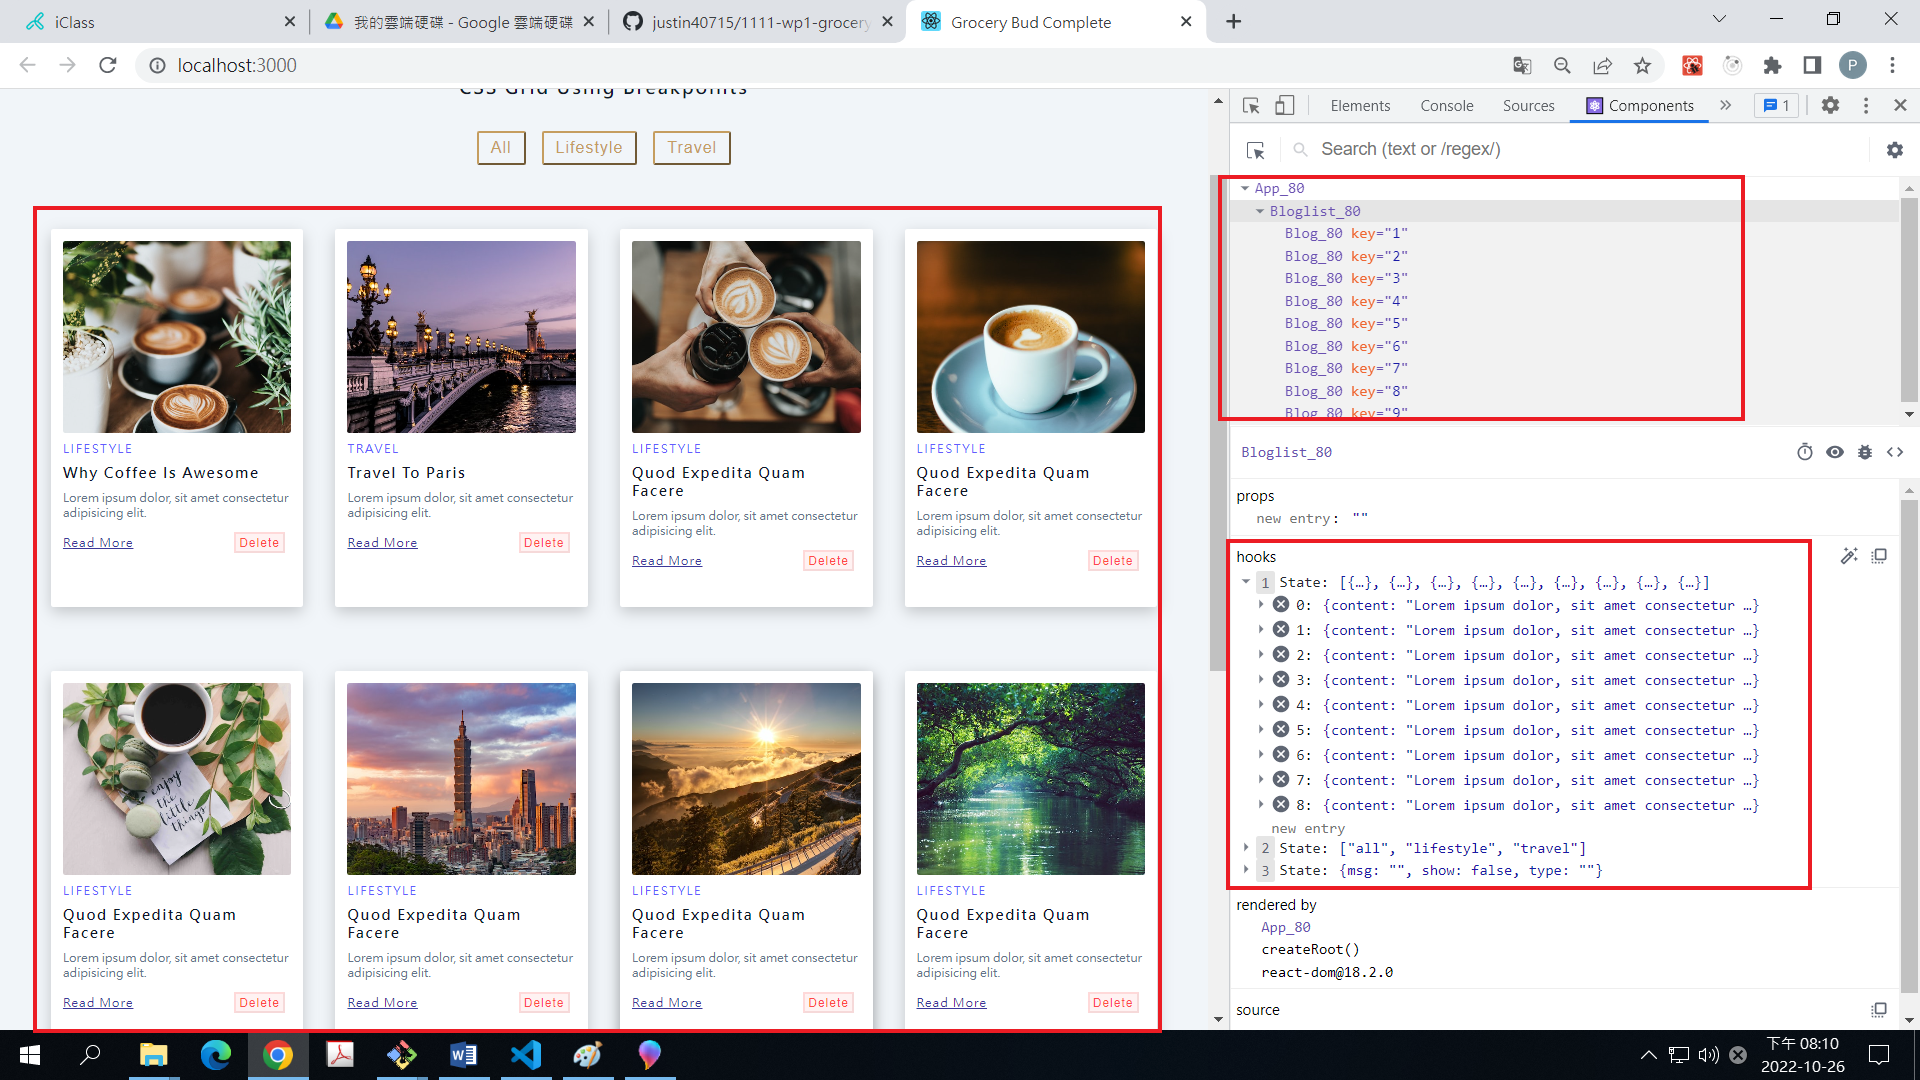 iClass
我的雲端硬碟 - Google 雲端硬碟
justin40715/1111-wp1-grocery
Grocery Bud Complete
localhost:3000
P
CSS Grid Using Breakpoints
All
Lifestyle
Travel
LIFESTYLE
Why Coffee Is Awesome
Lorem ipsum dolor, sit amet consectetur
adipisicing elit.
Read More
Delete
TRAVEL
Travel To Paris
Lorem ipsum dolor, sit amet consectetur
adipisicing elit.
Read More
Delete
LIFESTYLE
Quod Expedita Quam
Facere
Lorem ipsum dolor, sit amet consectetur
adipisicing elit.
Read More
Delete
LIFESTYLE
Quod Expedita Quam
Facere
Lorem ipsum dolor, sit amet consectetur
adipisicing elit.
Read More
Delete
enjoy
the
little
things
LIFESTYLE
Quod Expedita Quam
Facere
Lorem ipsum dolor, sit amet consectetur
adipisicing elit.
Read More
Delete
LIFESTYLE
Quod Expedita Quam
Facere
Lorem ipsum dolor, sit amet consectetur
adipisicing elit.
Read More
Delete
LIFESTYLE
Quod Expedita Quam
Facere
Lorem ipsum dolor, sit amet consectetur
adipisicing elit.
Read More
Delete
LIFESTYLE
Quod Expedita Quam
Facere
Lorem ipsum dolor, sit amet consectetur
adipisicing elit.
Read More
Delete
Elements
Console
Sources
Components
1
Search (text or /regex/)
App_80
Bloglist_80
Blog_80 key="1"
Blog_80 key="2"
Blog_80 key="3"
Blog_80 key="4"
Blog_80 key="5"
Blog_80 key="6"
Blog_80 key="7"
Blog_80 key="8"
Blog_80 key="9"
Bloglist_80
props
new entry: ""
hooks
1 State: [{…}, {…}, {…}, {…}, {…}, {…}, {…}, {…}, {…}]
0: {content: "Lorem ipsum dolor, sit amet consectetur …}
1: {content: "Lorem ipsum dolor, sit amet consectetur …}
2: {content: "Lorem ipsum dolor, sit amet consectetur …}
3: {content: "Lorem ipsum dolor, sit amet consectetur …}
4: {content: "Lorem ipsum dolor, sit amet consectetur …}
5: {content: "Lorem ipsum dolor, sit amet consectetur …}
6: {content: "Lorem ipsum dolor, sit amet consectetur …}
7: {content: "Lorem ipsum dolor, sit amet consectetur …}
8: {content: "Lorem ipsum dolor, sit amet consectetur …}
new entry
2 State: ["all", "lifestyle", "travel"]
3 State: {msg: "", show: false, type: ""}
rendered by
App_80
createRoot()
react-dom@18.2.0
source
下午 08:10
2022-10-26